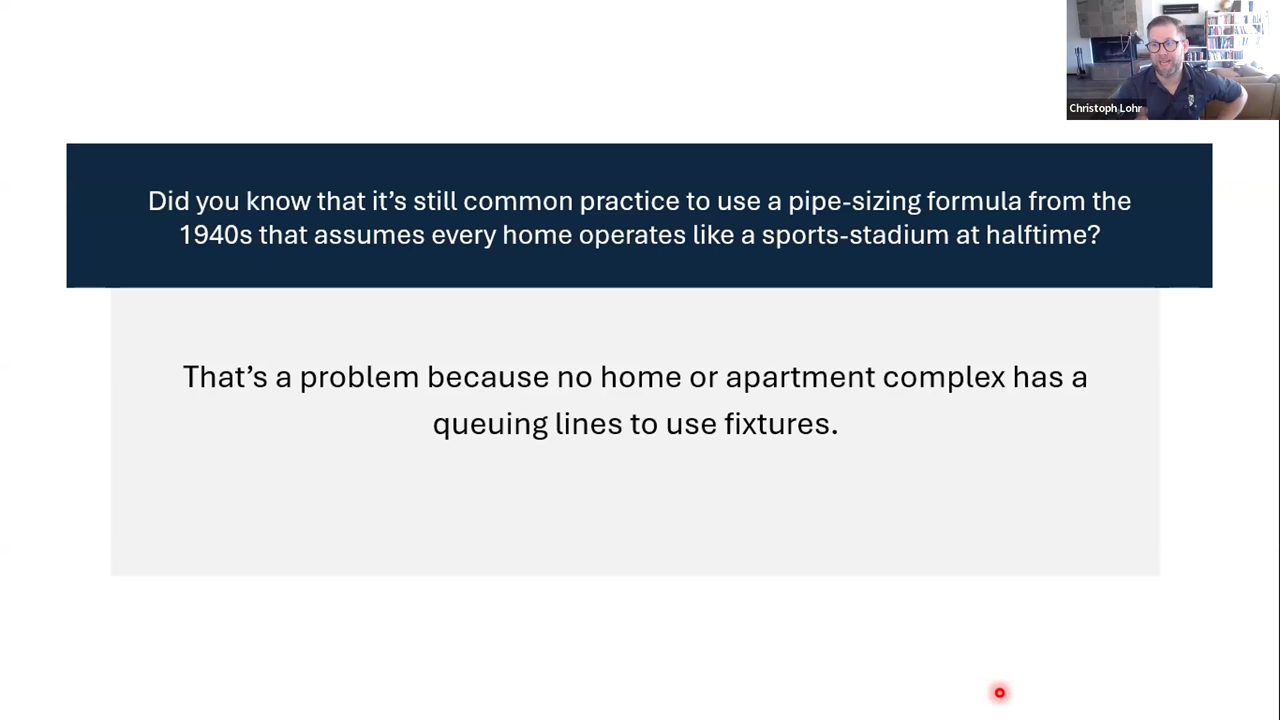 Christoph Lohr
Did you know that it's still common practice to use a pipe-sizing formula from the
1940s that assumes every home operates like a sports-stadium at halftime?
That's a problem because no home or apartment complex has a
queuing lines to use fixtures.